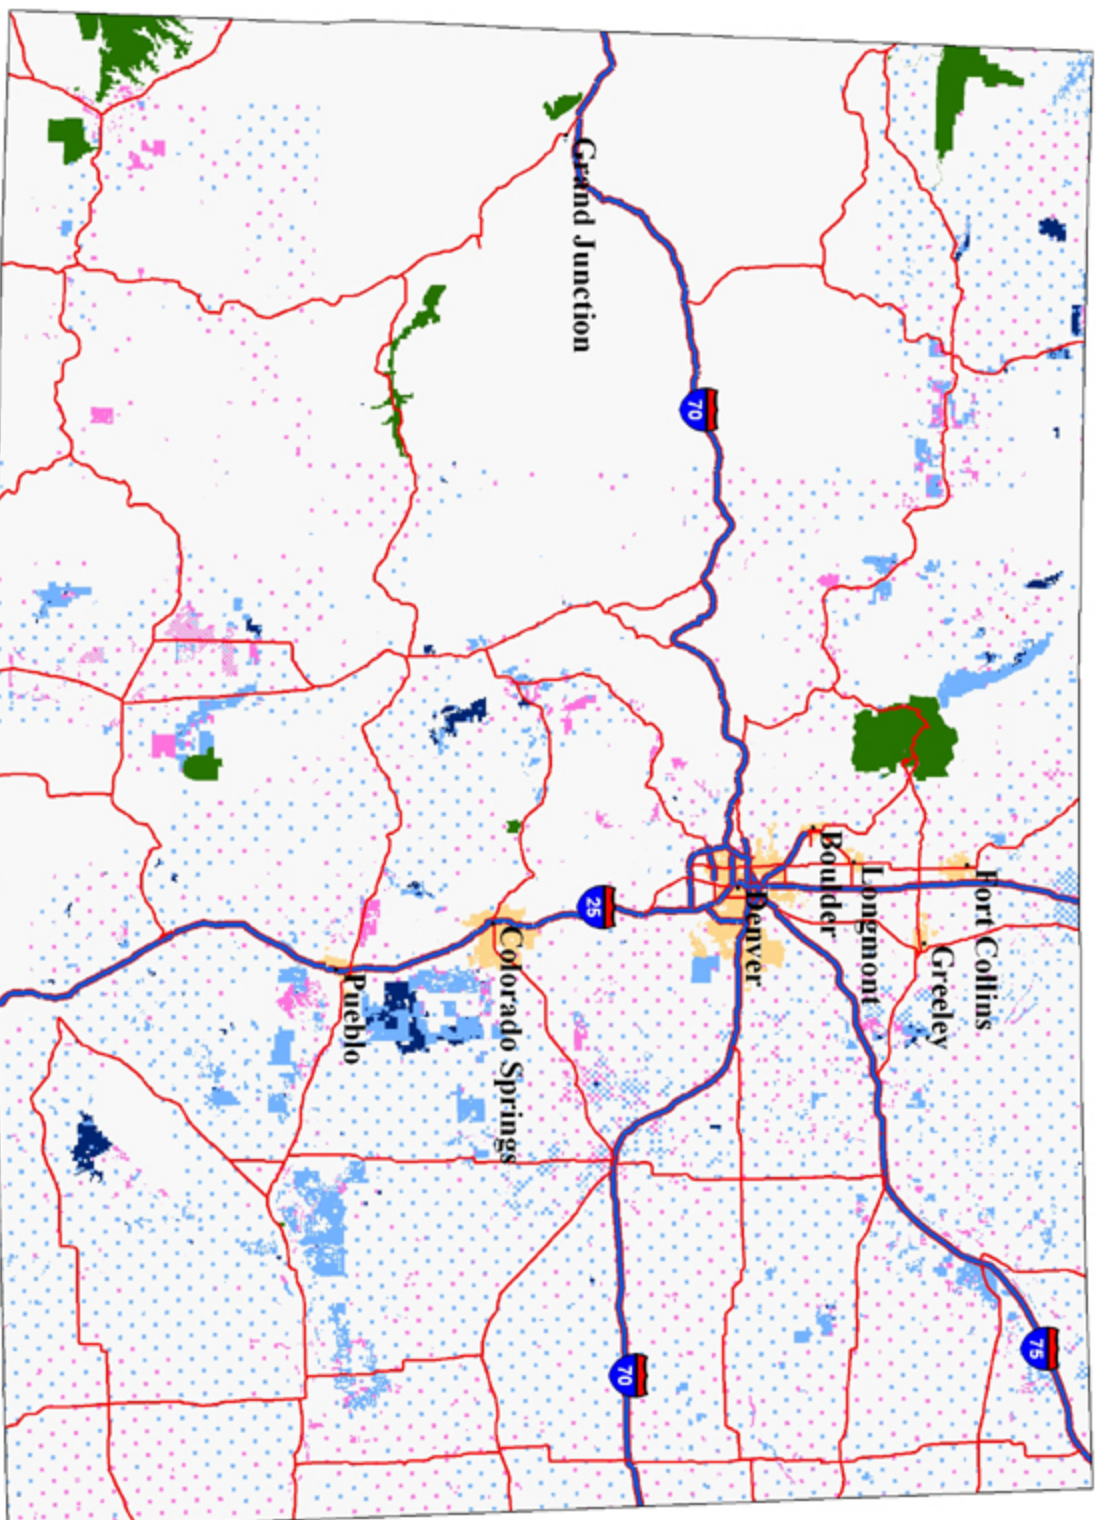 Fort Collins
Greeley
Longmont
Boulder
Denver
75
70
Grand Junction
25
70
Colorado Springs
Pueblo